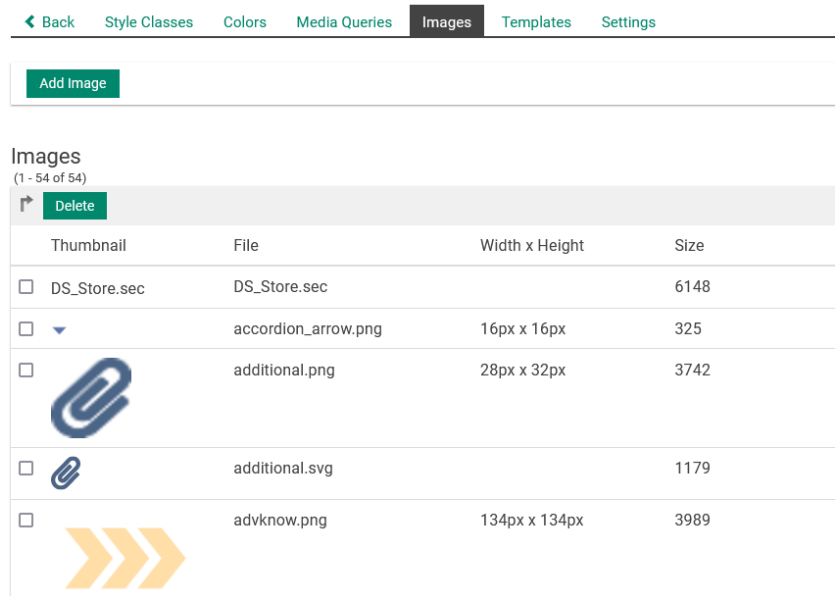 Back Style Classes Colors Media Queries Images Templates Settings
Add Image
Images
(1 - 54 of 54)
Delete
Thumbnail File Width x Height Size
DS_Store.sec DS_Store.sec 6148
accordion_arrow.png 16px x 16px 325
additional.png 28px x 32px 3742
additional.svg 1179
advknow.png 134px x 134px 3989